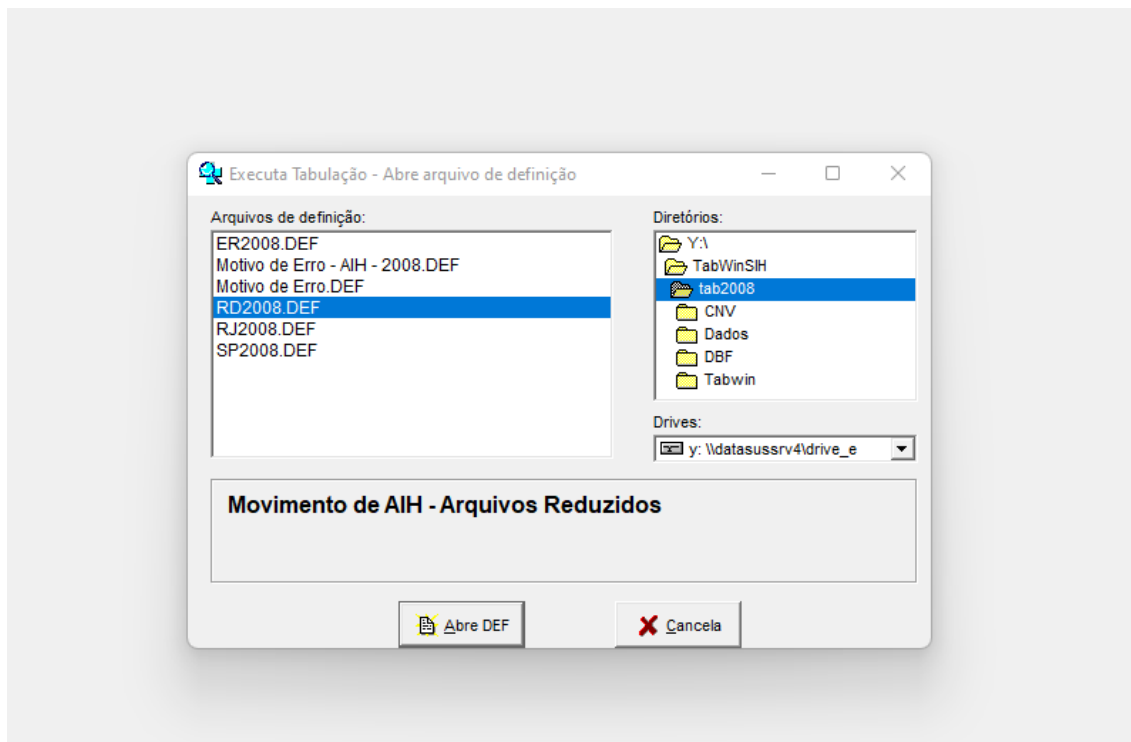 Executa Tabulação - Abre arquivo de definição
Arquivos de definição:
ER2008.DEF
Motivo de Erro - AIH - 2008.DEF
Motivo de Erro.DEF
RD2008.DEF
RJ2008.DEF
SP2008.DEF
Diretórios:
Y:\
TabWinSIH
tab2008
CNV
Dados
DBF
Tabwin
Drives:
y: \\datasussrv4\drive_e
Movimento de AIH - Arquivos Reduzidos
Abre DEF
Cancela